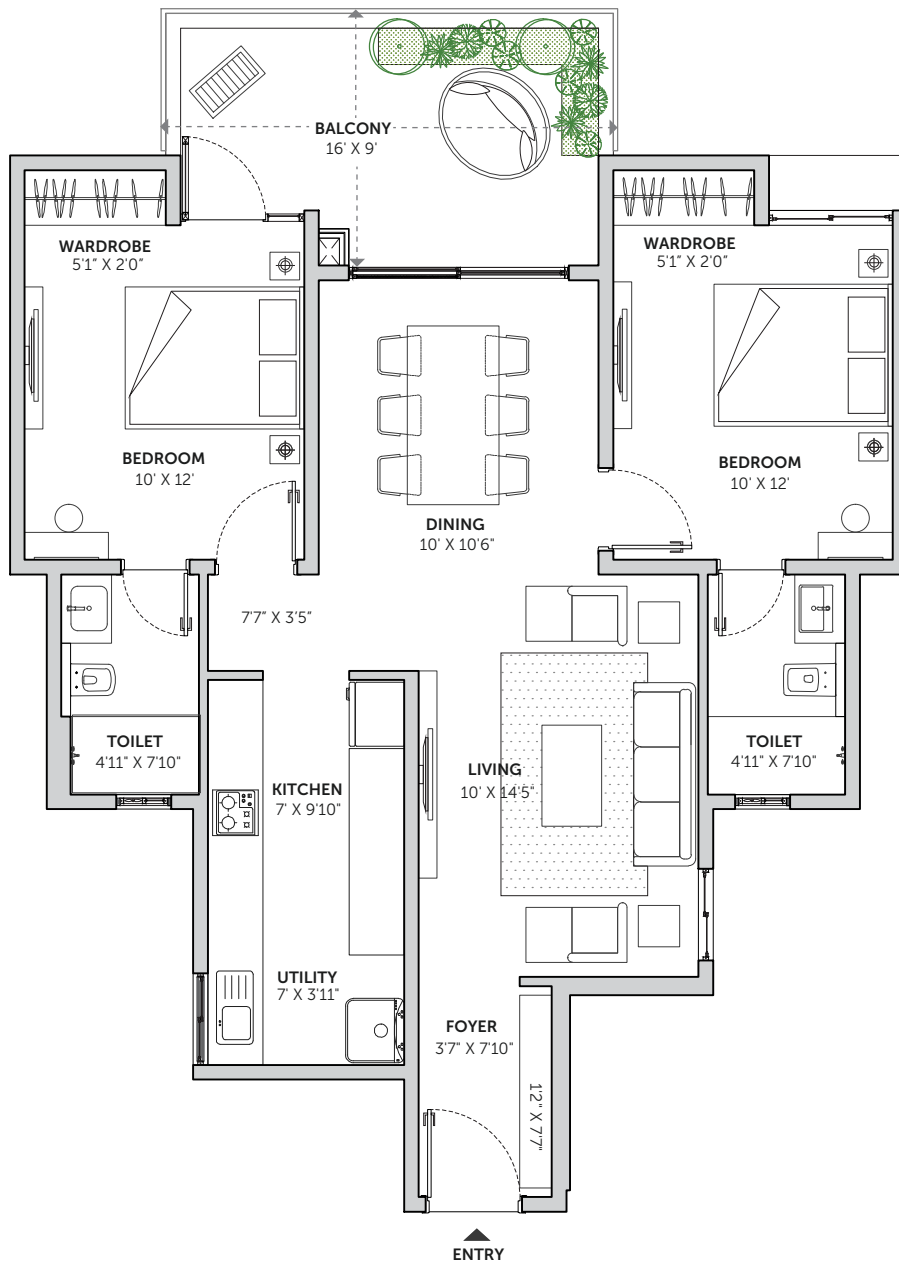 BALCONY
16' X 9'
WARDROBE
5'1" X 2'0"
WARDROBE
5'1" X 2'0"
BEDROOM
10' X 12'
BEDROOM
10' X 12'
DINING
10' X 10'6"
7'7" X 3'5"
TOILET
4'11" X 7'10"
KITCHEN
7' X 9'10"
LIVING
10' X 14'5"
TOILET
4'11" X 7'10"
UTILITY
7' X 3'11"
FOYER
3'7" X 7'10"
1'2" X 7'7"
ENTRY